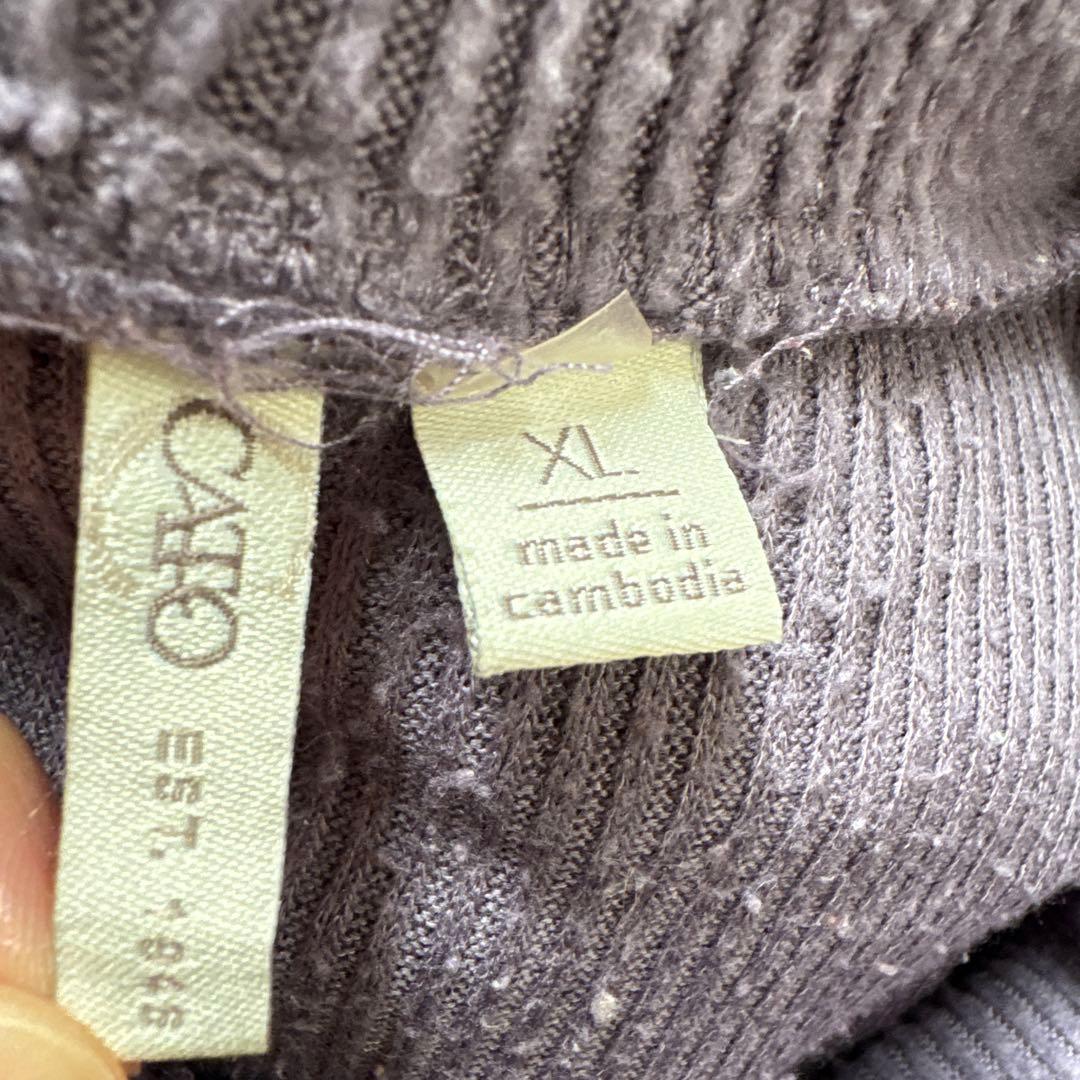 CATO
EST. 1946
XL
made in
cambodia